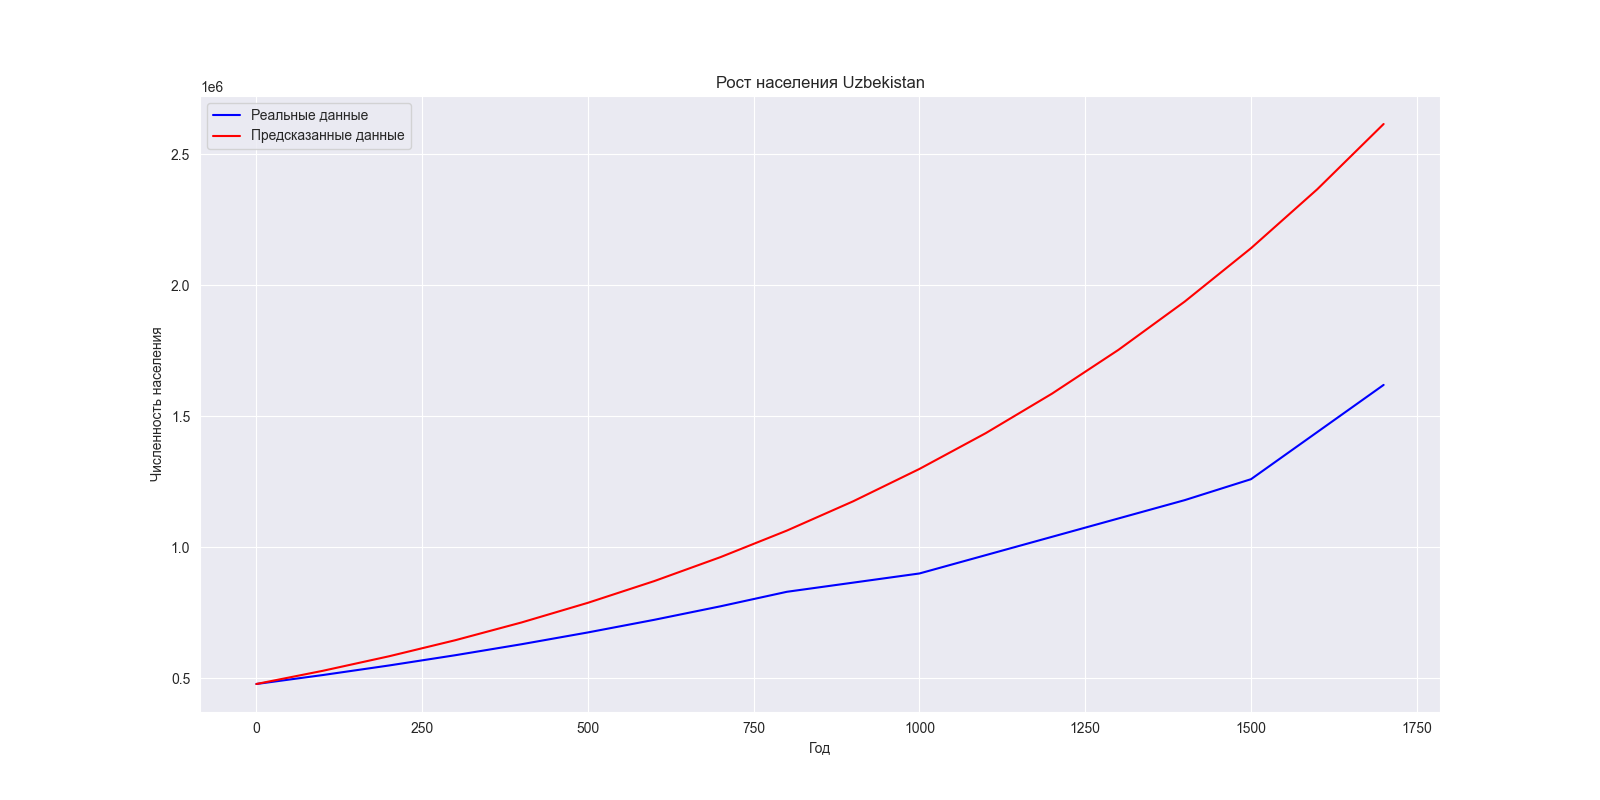 Рост населения Uzbekistan
1e6
Реальные данные
Предсказанные данные
2.5
2.0
1.5
1.0
0.5
Численность населения
0 250 500 750 1000 1250 1500 1750
Год